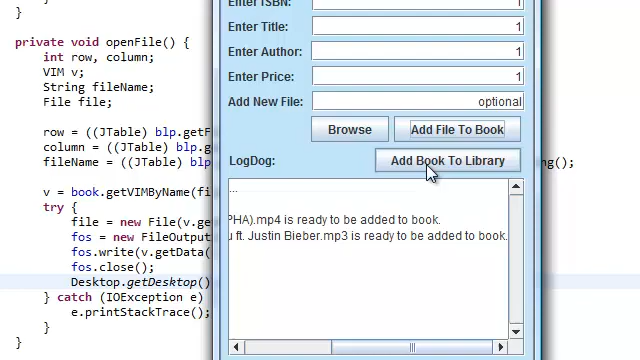 }
private void openFile() {
int row, column;
VIM v;
String fileName;
File file;
row = ((JTable) blp.getF
column = ((JTable) blp.g
fileName = ((JTable) blp
ing();
v = book.getVIMByName(fi
try {
file = new File(v.ge
fos = new FileOutput
fos.write(v.getData(
fos.close();
Desktop.getDesktop()
} catch (IOException e)
e.printStackTrace();
}
}
Enter ISBN: 1
Enter Title: 1
Enter Author: 1
Enter Price: 1
Add New File: optional
Browse Add File To Book
LogDog: Add Book To Library
...
PHA).mp4 is ready to be added to book.
u ft. Justin Bieber.mp3 is ready to be added to book.